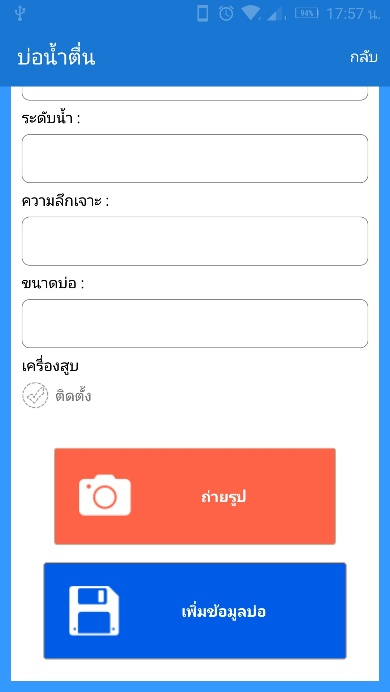 94% 17:57 น.
บ่อน้ำตื่น กลับ
ระดับน้ำ :
ความลึกเจาะ :
ขนาดบ่อ :
เครื่องสูบ
ติดตั้ง
ถ่ายรูป
เพิ่มข้อมูลบ่อ